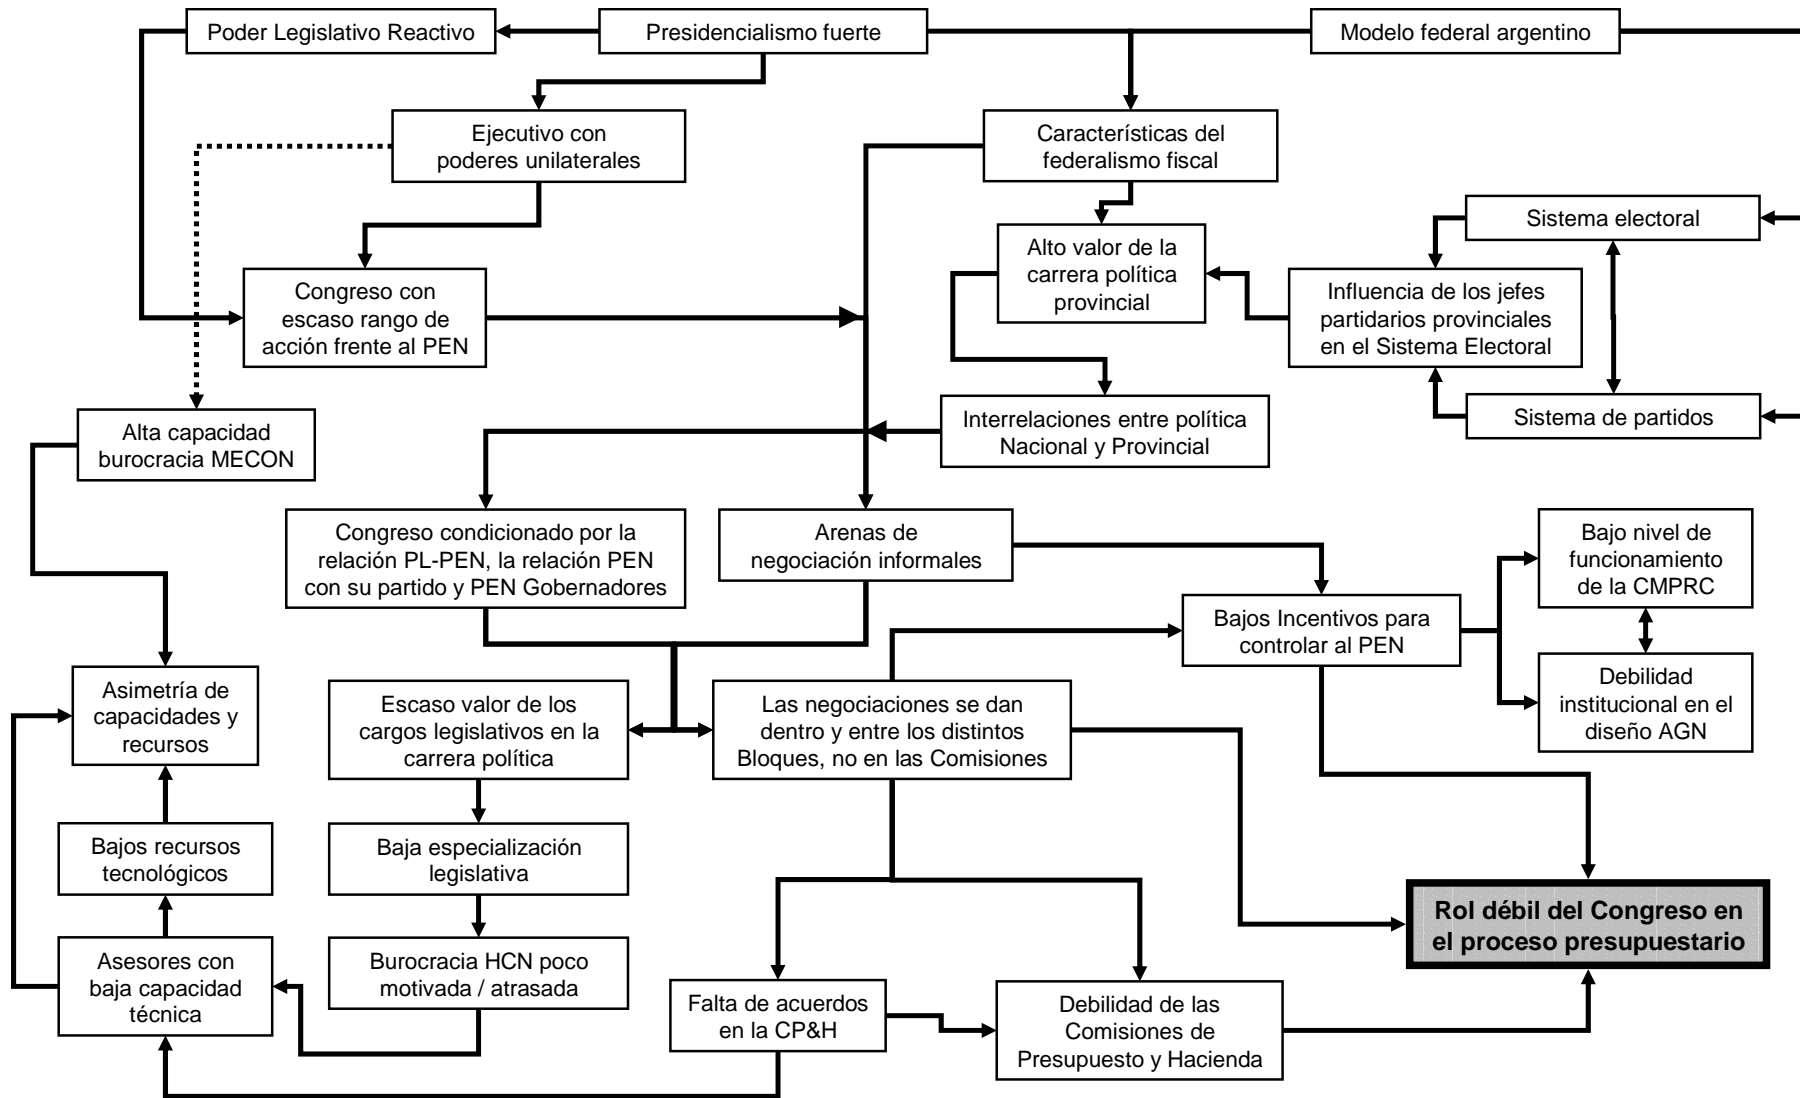 Poder Legislativo Reactivo
Presidencialismo fuerte
Modelo federal argentino
Ejecutivo con
poderes unilaterales
Características del
federalismo fiscal
Sistema electoral
Alto valor de la
carrera política
provincial
Congreso con
escaso rango de
acción frente al PEN
Influencia de los jefes
partidarios provinciales
en el Sistema Electoral
Alta capacidad
burocracia MECON
Interrelaciones entre política
Nacional y Provincial
Sistema de partidos
Congreso condicionado por la
relación PL-PEN, la relación PEN
con su partido y PEN Gobernadores
Arenas de
negociación informales
Bajo nivel de
funcionamiento
de la CMPRC
Bajos Incentivos para
controlar al PEN
Asimetría de
capacidades y
recursos
Escaso valor de los
cargos legislativos en la
carrera política
Las negociaciones se dan
dentro y entre los distintos
Bloques, no en las Comisiones
Debilidad
institucional en el
diseño AGN
Bajos recursos
tecnológicos
Baja especialización
legislativa
Rol débil del Congreso en
el proceso presupuestario
Asesores con
baja capacidad
técnica
Burocracia HCN poco
motivada / atrasada
Falta de acuerdos
en la CP&H
Debilidad de las
Comisiones de
Presupuesto y Hacienda